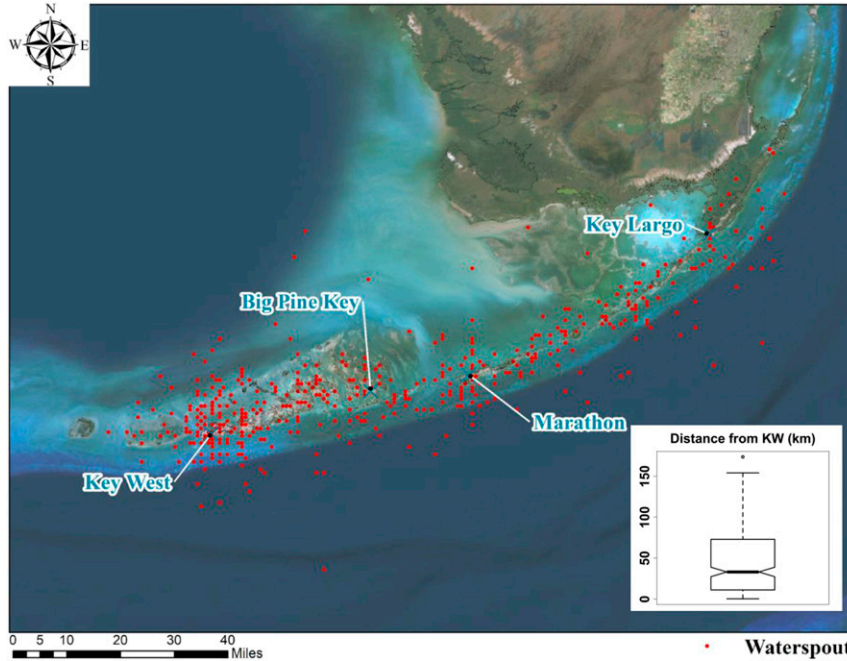 N
W E
S
Key Largo
Big Pine Key
Marathon
Key West
Distance from KW (km)
150
100
50
0
0 5 10 20 30 40
Miles
Waterspout